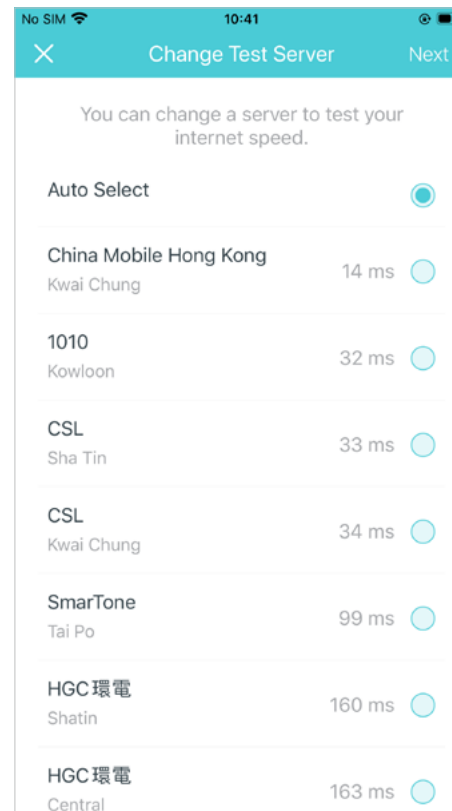 No SIM 10:41
Change Test Server Next
You can change a server to test your
internet speed.
Auto Select
China Mobile Hong Kong
Kwai Chung
14 ms
1010
Kowloon
32 ms
CSL
Sha Tin
33 ms
CSL
Kwai Chung
34 ms
SmarTone
Tai Po
99 ms
HGC環電
Shatin
160 ms
HGC環電
Central
163 ms